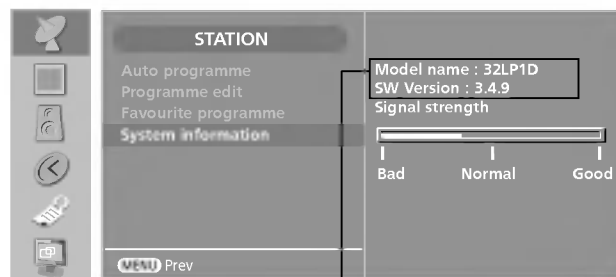 STATION
Auto programme
Programme edit
Favourite programme
System information
MENU Prev
Model name : 32LP1D
SW Version : 3.4.9
Signal strength
Bad Normal Good